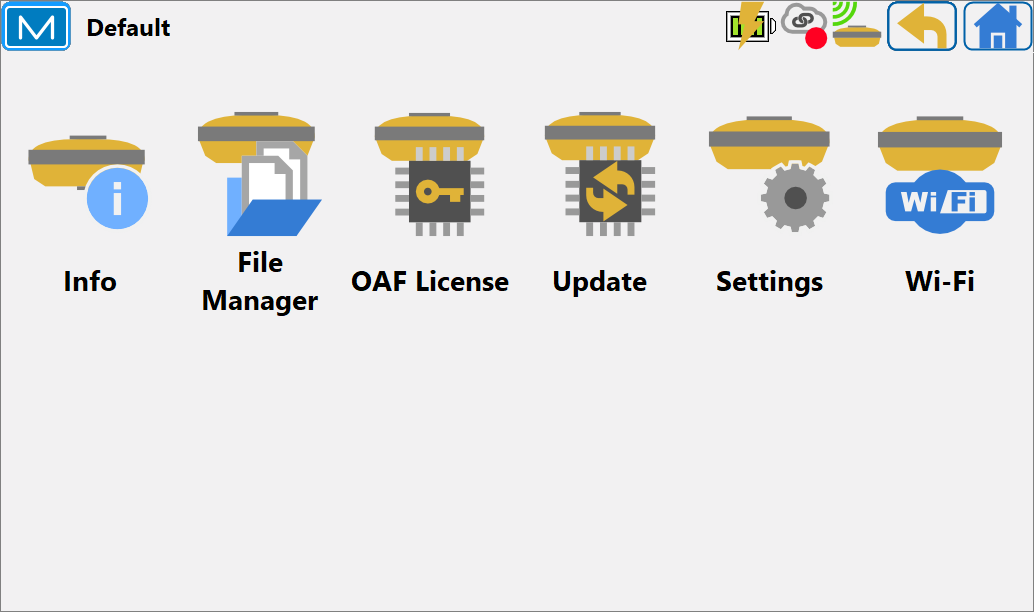 Default
Info
File
Manager
OAF License
Update
Settings
Wi-Fi
i
Wi Fi